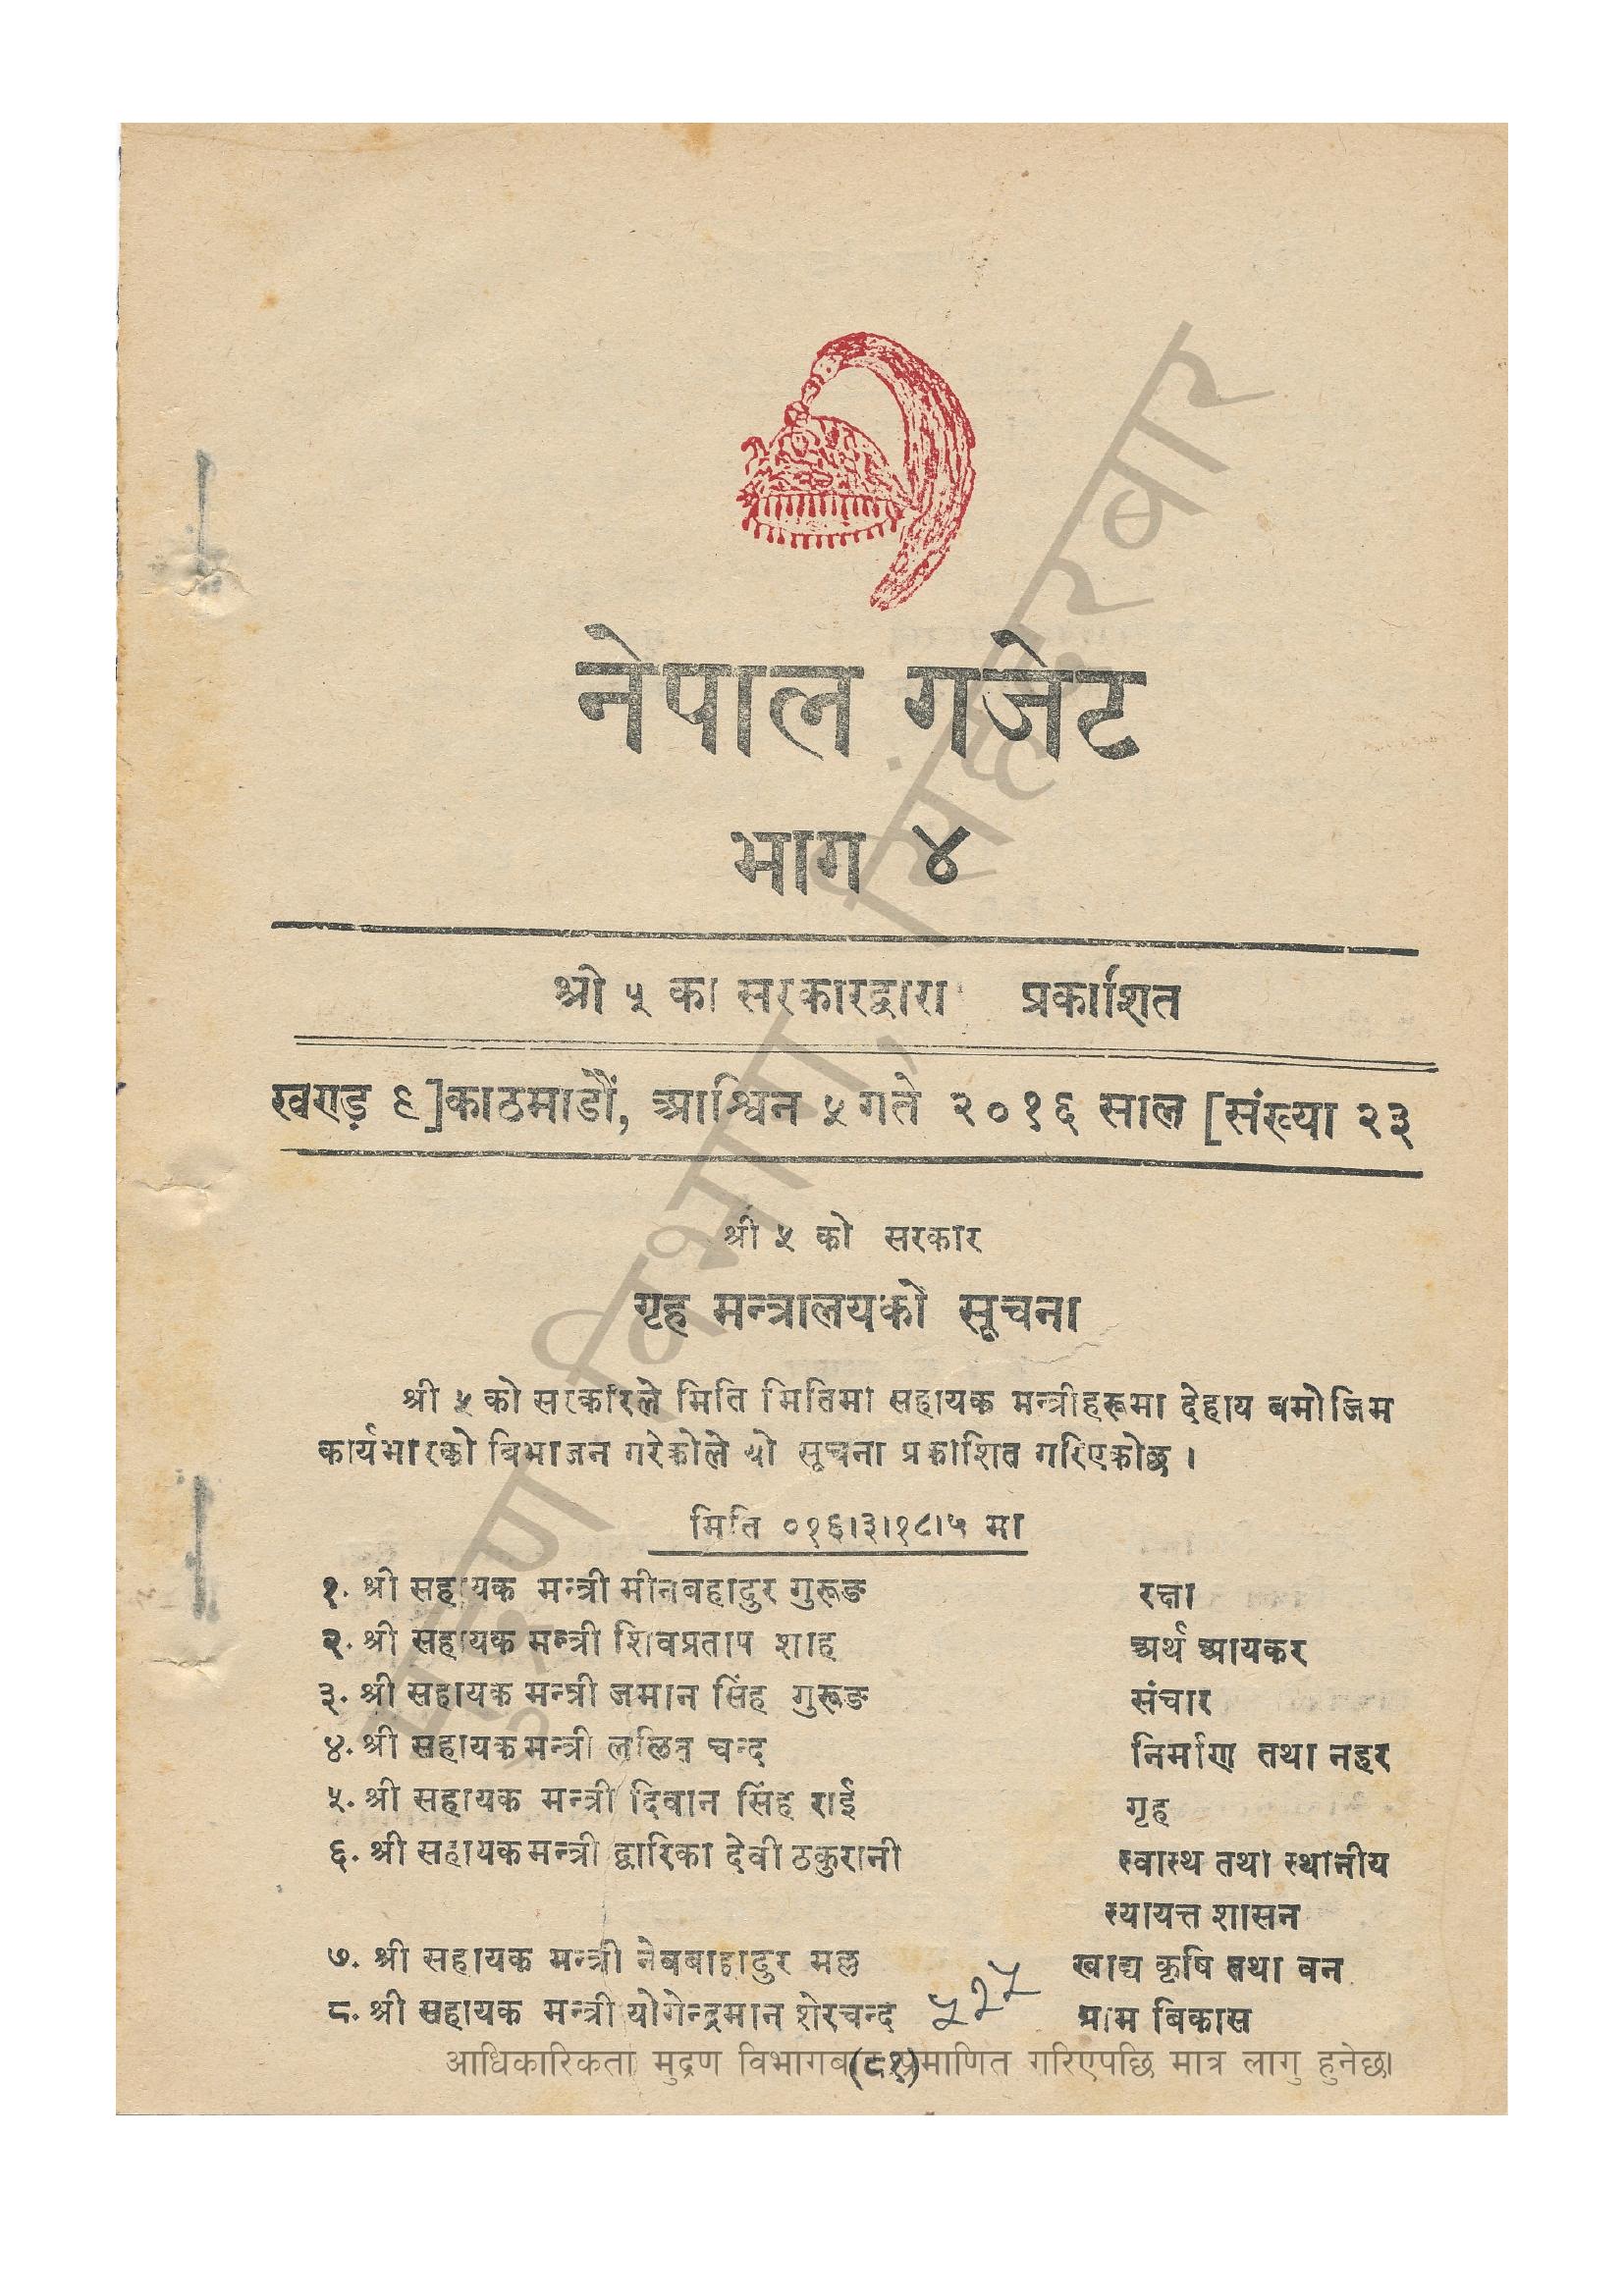 नेपाल गजेट
भाग ४
श्री ५ का सरकारद्वारा प्रकाशित
खण्ड ९] काठमाडौं, आश्विन ५ गते २०१६ साल [संख्या २३
श्री ५ को सरकार
गृह मन्त्रालयको सूचना
श्री ५ को सरकारले मिति मितिमा सहायक मन्त्रीहरूमा देहाय बमोजिम
कार्यभारको बिभाजन गरेकोले यो सूचना प्रकाशित गरिएकोछ ।
मिति ०१६।३।१८।५ मा
१. श्री सहायक मन्त्री मीनबहादुर गुरूङ रक्षा
२. श्री सहायक मन्त्री शिवप्रताप शाह अर्थ आयकर
३. श्री सहायक मन्त्री जमान सिंह गुरूङ संचार
४. श्री सहायक मन्त्री ललित चन्द निर्माण तथा नहर
५. श्री सहायक मन्त्री दिवान सिंह राई गृह
६. श्री सहायक मन्त्री द्वारिका देवी ठकुरानी स्वास्थ तथा स्थानीय
स्यायत्त शासन
७. श्री सहायक मन्त्री नेबबाहादुर मल्ल खाद्य कृषि तथा वन
८. श्री सहायक मन्त्री योगेन्द्रमान शेरचन्द ग्राम बिकास
५२५
(८१)
आधिकारिकता मुद्रण विभागबाट प्रमाणित गरिएपछि मात्र लागु हुनेछ।
मुद्रण विभाग, सिंहदरबार